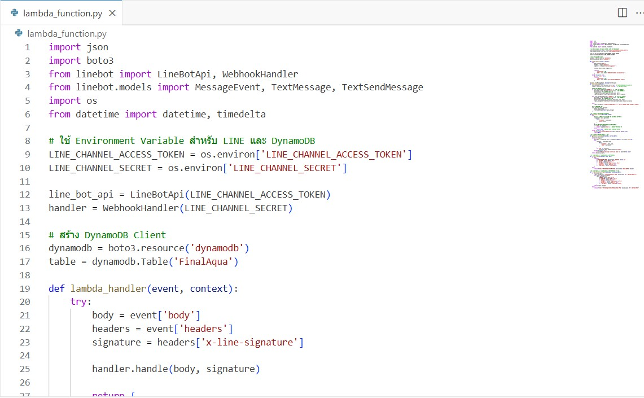 lambda_function.py
lambda_function.py
1 import json
2 import boto3
3 from linebot import LineBotApi, WebhookHandler
4 from linebot.models import MessageEvent, TextMessage, TextSendMessage
5 import os
6 from datetime import datetime, timedelta
7
8 # ใช้ Environment Variable สำหรับ LINE และ DynamoDB
9 LINE_CHANNEL_ACCESS_TOKEN = os.environ['LINE_CHANNEL_ACCESS_TOKEN']
10 LINE_CHANNEL_SECRET = os.environ['LINE_CHANNEL_SECRET']
11
12 line_bot_api = LineBotApi(LINE_CHANNEL_ACCESS_TOKEN)
13 handler = WebhookHandler(LINE_CHANNEL_SECRET)
14
15 # สร้าง DynamoDB Client
16 dynamodb = boto3.resource('dynamodb')
17 table = dynamodb.Table('FinalAqua')
18
19 def lambda_handler(event, context):
20     try:
21         body = event['body']
22         headers = event['headers']
23         signature = headers['x-line-signature']
24
25         handler.handle(body, signature)
26
27         return {